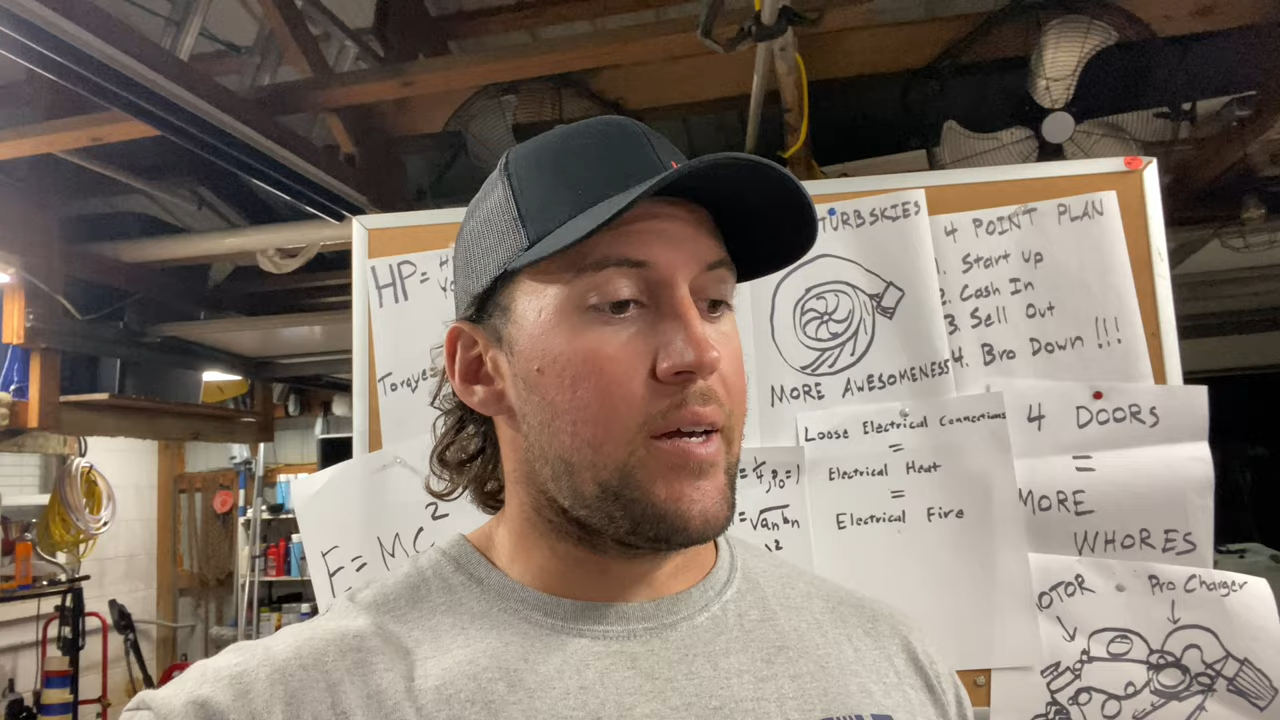 HP=
Torque=
E=MC²
TURBSKIES
MORE AWESOMENESS
4 POINT PLAN
1. Start Up
2. Cash In
3. Sell Out
4. Bro Down !!!
Loose Electrical Connections
=
Electrical Heat
=
Electrical Fire
4 DOORS
=
MORE
WHORES
Pro Charger